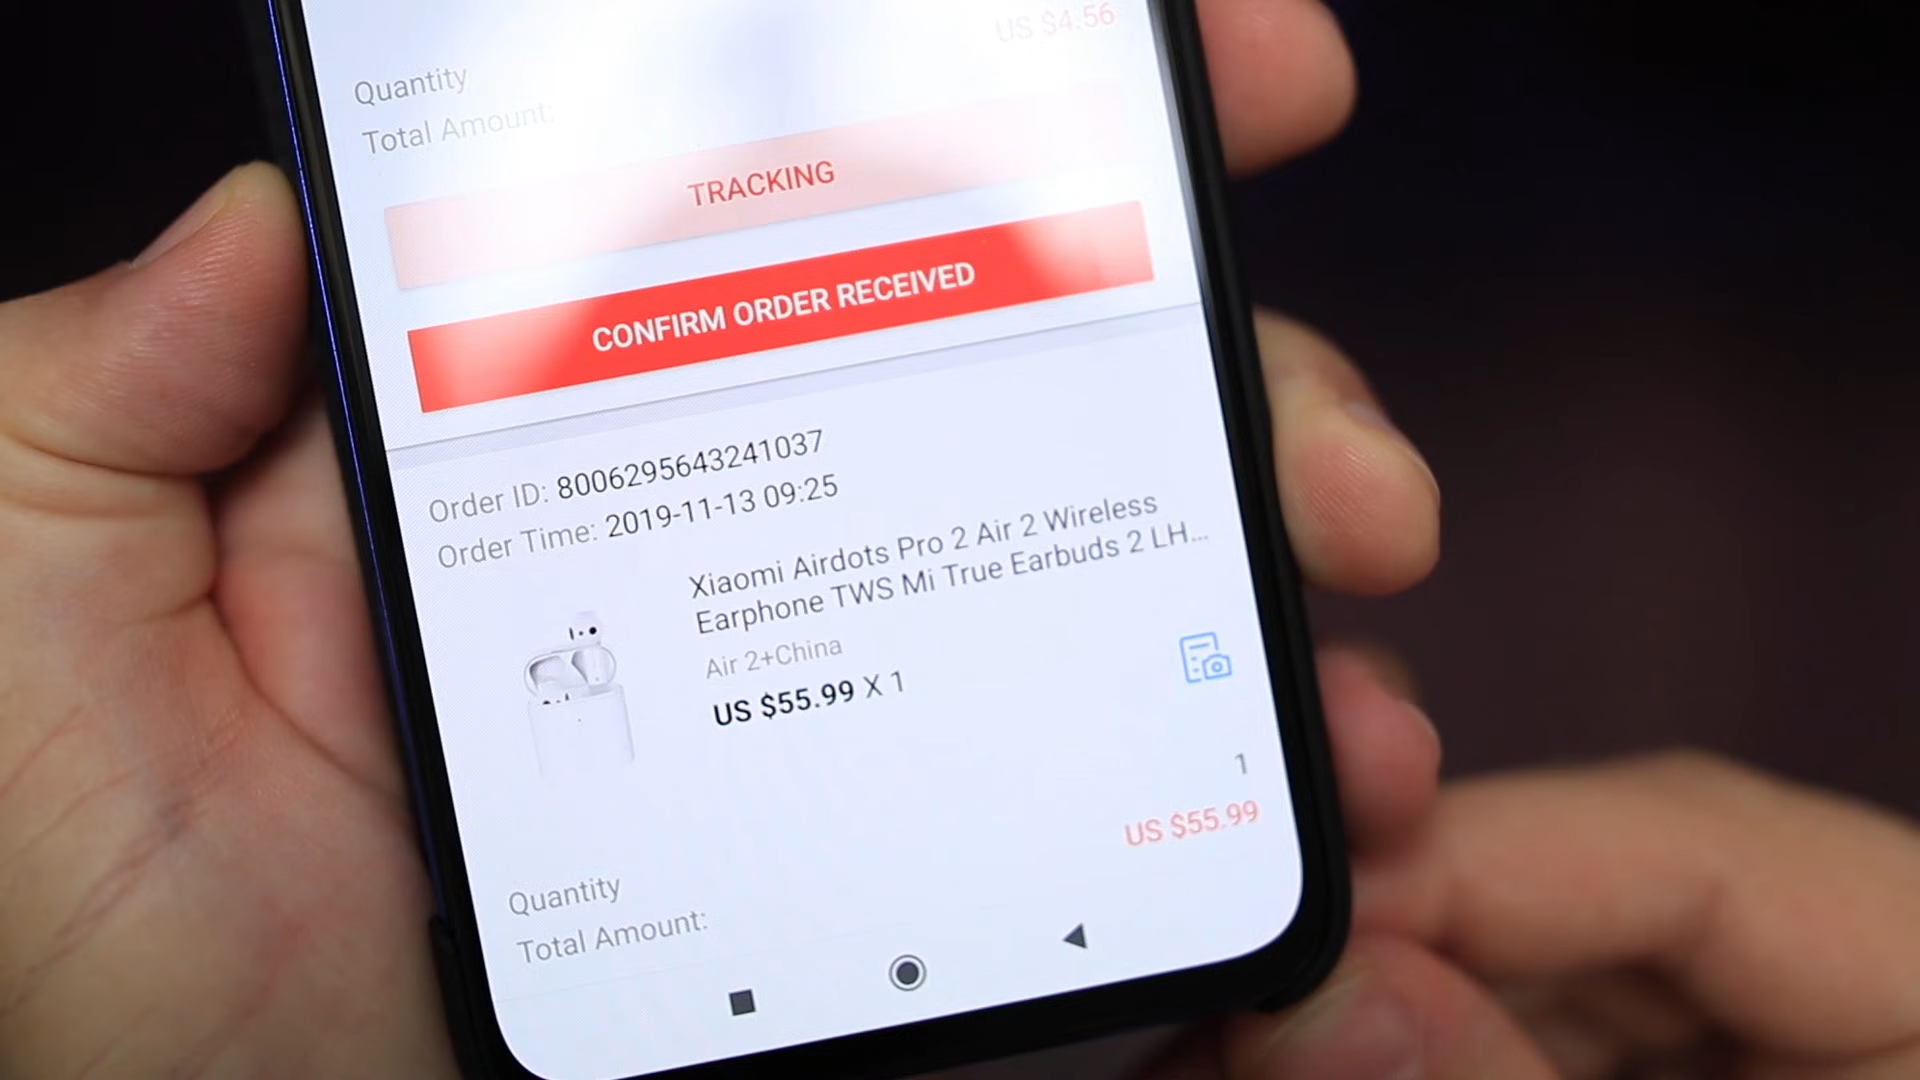 US $4.56
Quantity
Total Amount:
TRACKING
CONFIRM ORDER RECEIVED
Order ID: 8006295643241037
Order Time: 2019-11-13 09:25
Xiaomi Airdots Pro 2 Air 2 Wireless
Earphone TWS Mi True Earbuds 2 LH...
Air 2+China
US $55.99 X 1
1
US $55.99
Quantity
Total Amount: